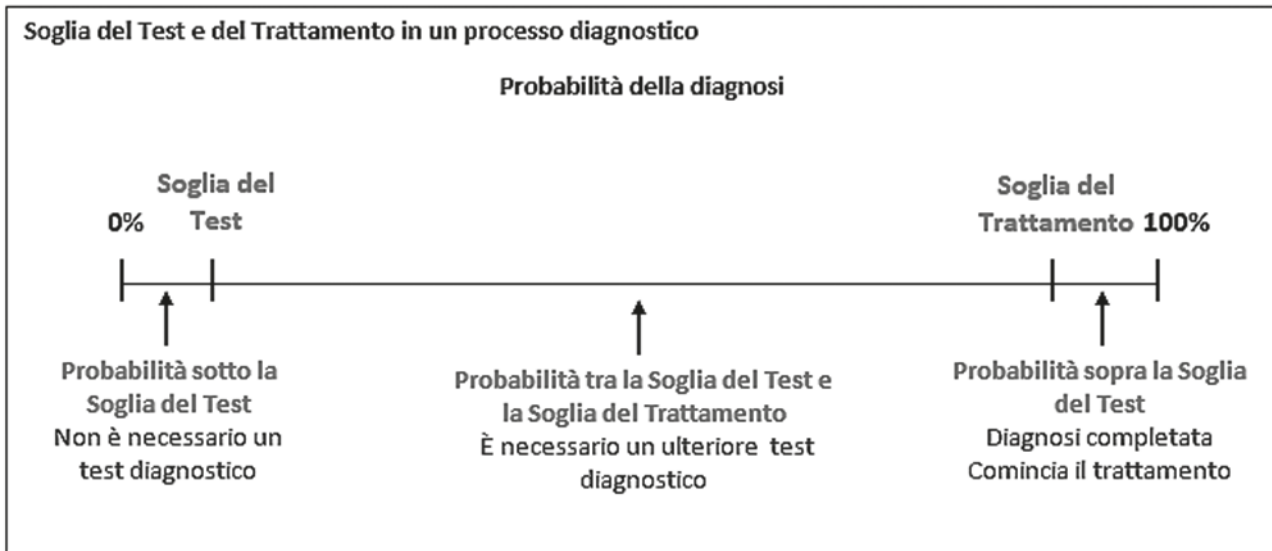 Soglia del Test e del Trattamento in un processo diagnostico
Probabilità della diagnosi
Soglia del
Test
0%
Soglia del
Trattamento
100%
Probabilità sotto la
Soglia del Test
Non è necessario un
test diagnostico
Probabilità tra la Soglia del Test e
la Soglia del Trattamento
È necessario un ulteriore test
diagnostico
Probabilità sopra la Soglia
del Test
Diagnosi completata
Comincia il trattamento